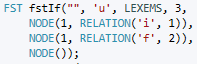 FST fstIf("", 'u', LEXEMS, 3,
NODE(1, RELATION('i', 1)),
NODE(1, RELATION('f', 2)),
NODE());